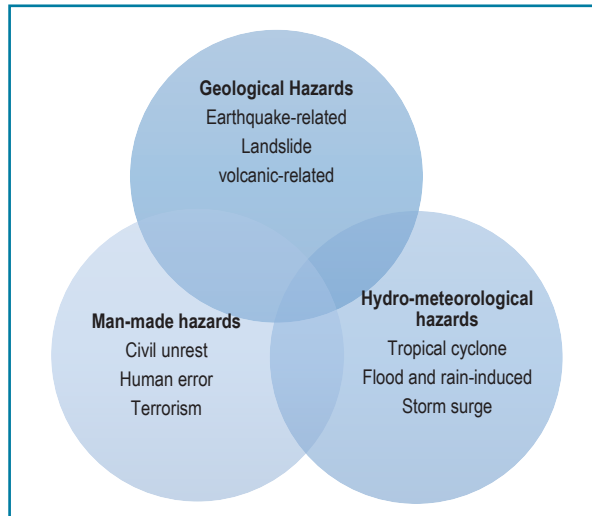 Geological Hazards
Earthquake-related
Landslide
volcanic-related
Man-made hazards
Civil unrest
Human error
Terrorism
Hydro-meteorological
hazards
Tropical cyclone
Flood and rain-induced
Storm surge